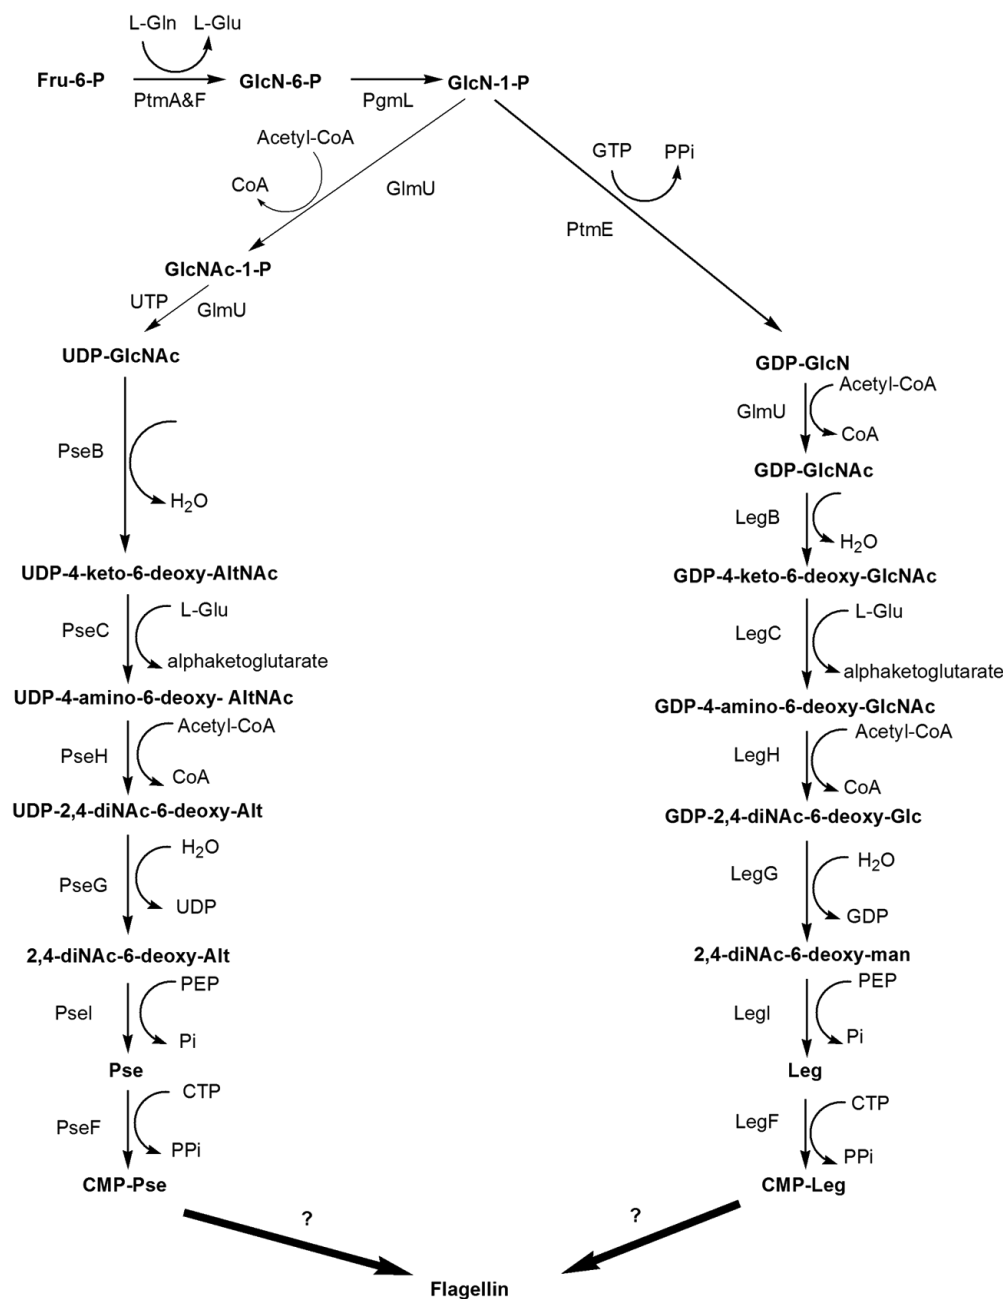 L-Gln L-Glu
Fru-6-P GlcN-6-P GlcN-1-P
PtmA&F PgmL
Acetyl-CoA GTP PPi
CoA GlmU
PtmE
GlcNAc-1-P
UTP GlmU
UDP-GlcNAc
PseB
H2O
UDP-4-keto-6-deoxy-AltNAc
PseC L-Glu
alphaketoglutarate
UDP-4-amino-6-deoxy- AltNAc
Acetyl-CoA
PseH
CoA
UDP-2,4-diNAc-6-deoxy-Alt
H2O
PseG
UDP
2,4-diNAc-6-deoxy-Alt
PEP
PseI
Pi
Pse
CTP
PseF
PPi
CMP-Pse
?
GDP-GlcN
Acetyl-CoA
GlmU
CoA
GDP-GlcNAc
LegB
H2O
GDP-4-keto-6-deoxy-GlcNAc
L-Glu
LegC
alphaketoglutarate
GDP-4-amino-6-deoxy-GlcNAc
Acetyl-CoA
LegH
CoA
GDP-2,4-diNAc-6-deoxy-Glc
H2O
LegG
GDP
2,4-diNAc-6-deoxy-man
PEP
LegI
Pi
Leg
CTP
LegF
PPi
CMP-Leg
?
Flagellin